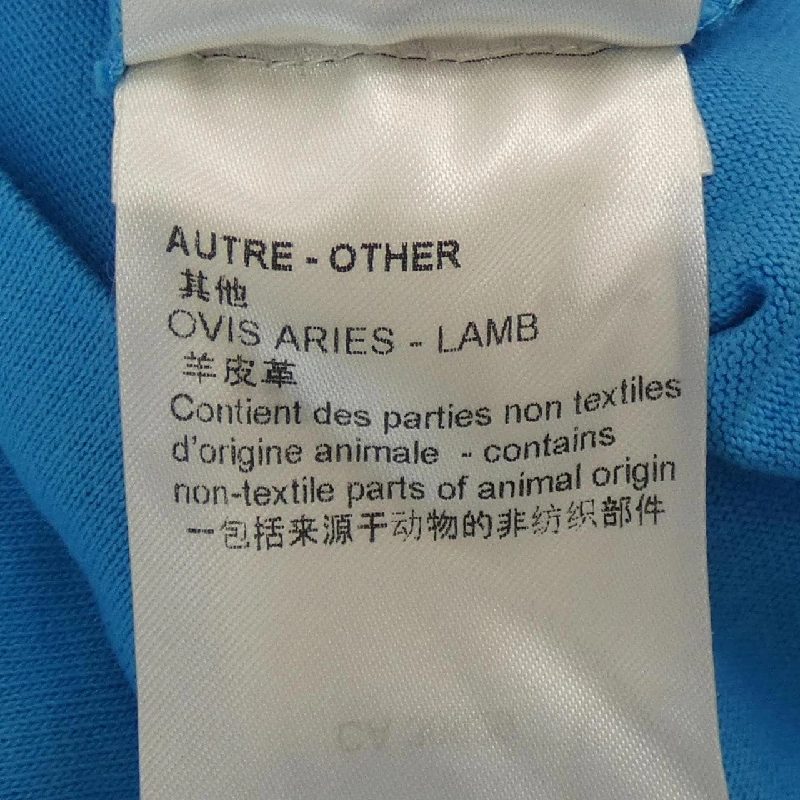 AUTRE - OTHER
其他
OVIS ARIES - LAMB
羊皮革
Contient des parties non textiles
d'origine animale - contains
non-textile parts of animal origin
一包括来源于动物的非纺织部件
CA